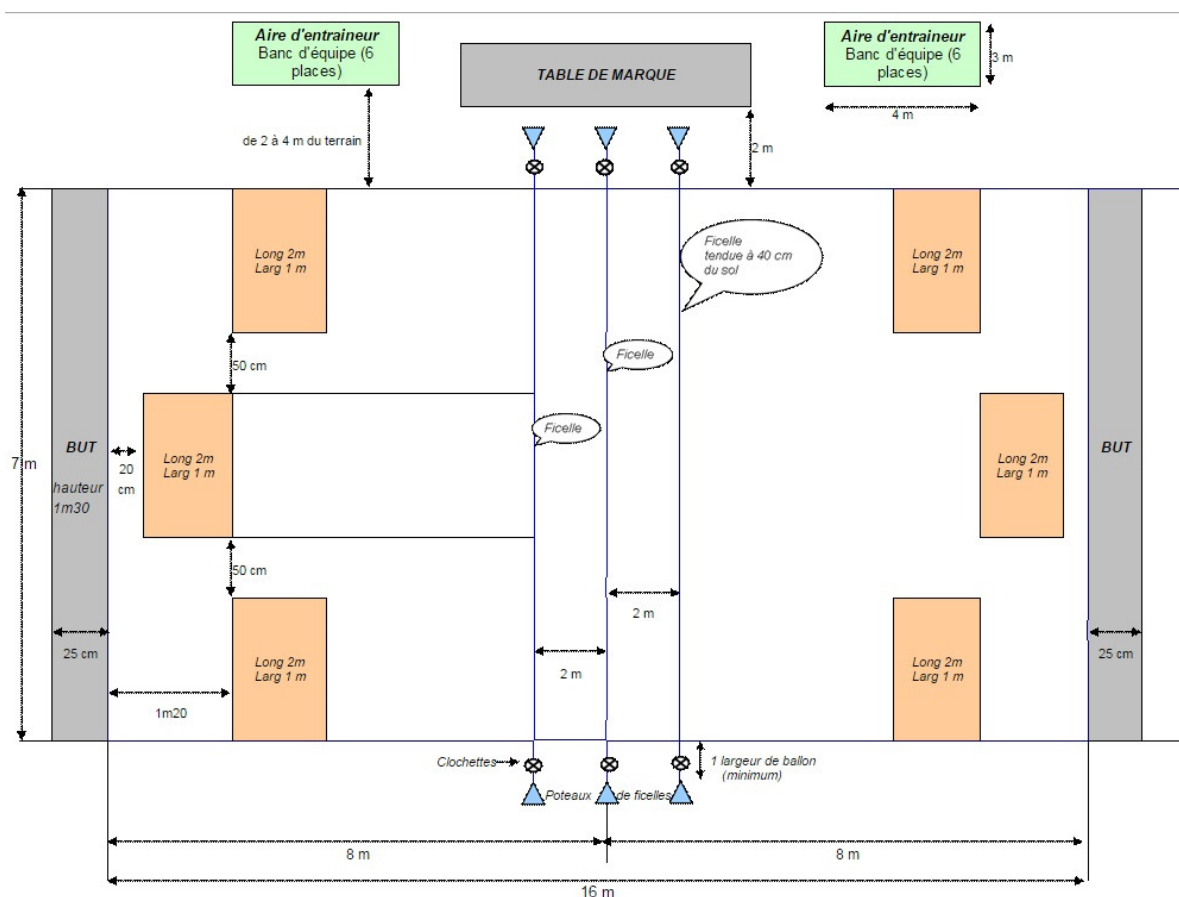 Aire d'entraineur
Banc d'équipe (6
places)
TABLE DE MARQUE
Aire d'entraineur
Banc d'équipe (6
places)
3 m
4 m
de 2 à 4 m du terrain
2 m
Long 2m
Larg 1 m
Ficelle
tendue à 40 cm
du sol
Long 2m
Larg 1 m
50 cm
Ficelle
Ficelle
7 m
BUT
hauteur
1m30
20
cm
Long 2m
Larg 1 m
Long 2m
Larg 1 m
BUT
50 cm
2 m
25 cm
Long 2m
Larg 1 m
2 m
Long 2m
Larg 1 m
25 cm
1m20
Clochettes
1 largeur de ballon
(minimum)
Poteaux de ficelles
8 m
8 m
16 m